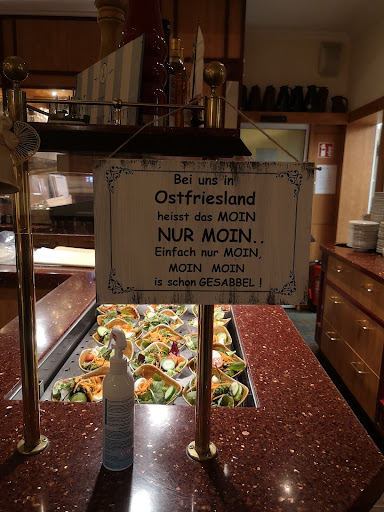 Bei uns in
Ostfriesland
heisst das MOIN
NUR MOIN..
Einfach nur MOIN,
MOIN MOIN
is schon GESABBEL !